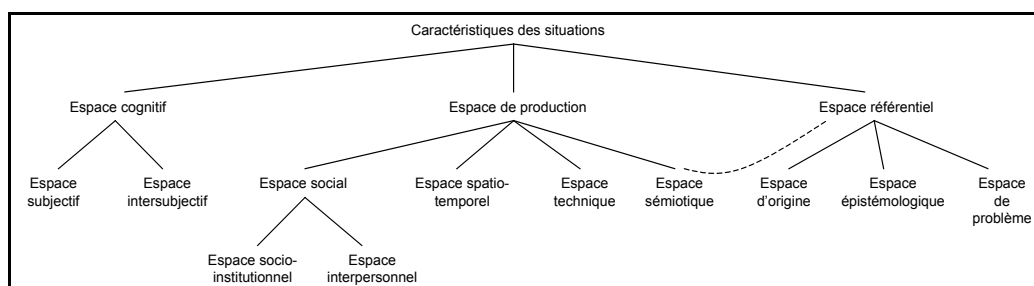 Caractéristiques des situations
Espace cognitif
Espace de production
Espace référentiel
Espace
subjectif
Espace
intersubjectif
Espace social
Espace spatio-
temporel
Espace
technique
Espace
sémiotique
Espace
d'origine
Espace
épistémologique
Espace
de
problème
Espace socio-
institutionnel
Espace
interpersonnel